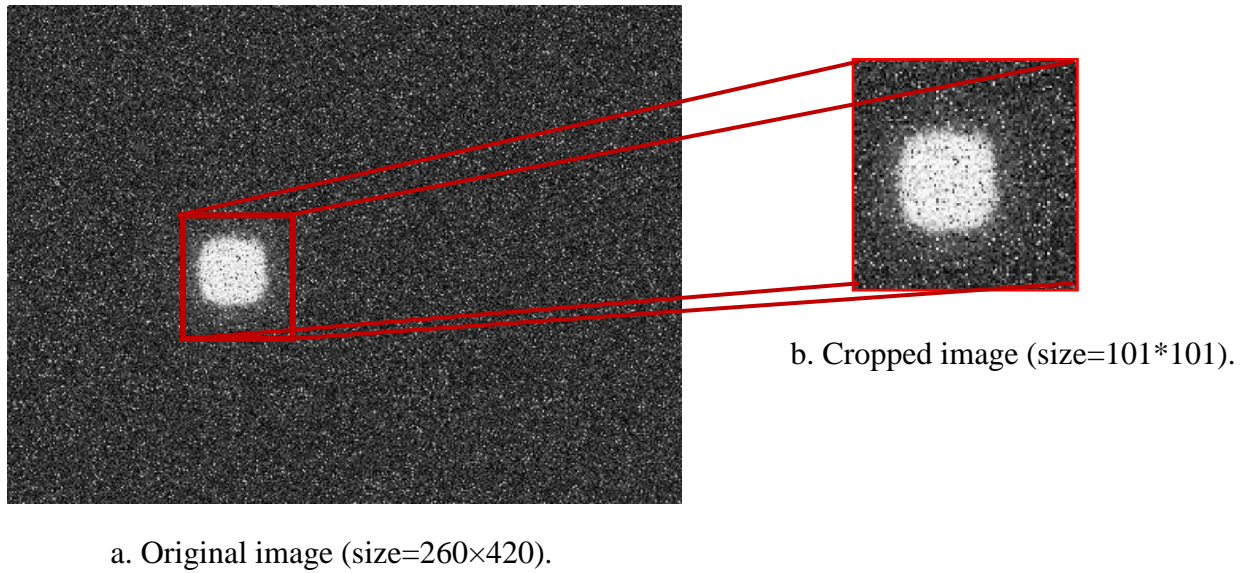 b. Cropped image (size=101*101).
a. Original image (size=260×420).